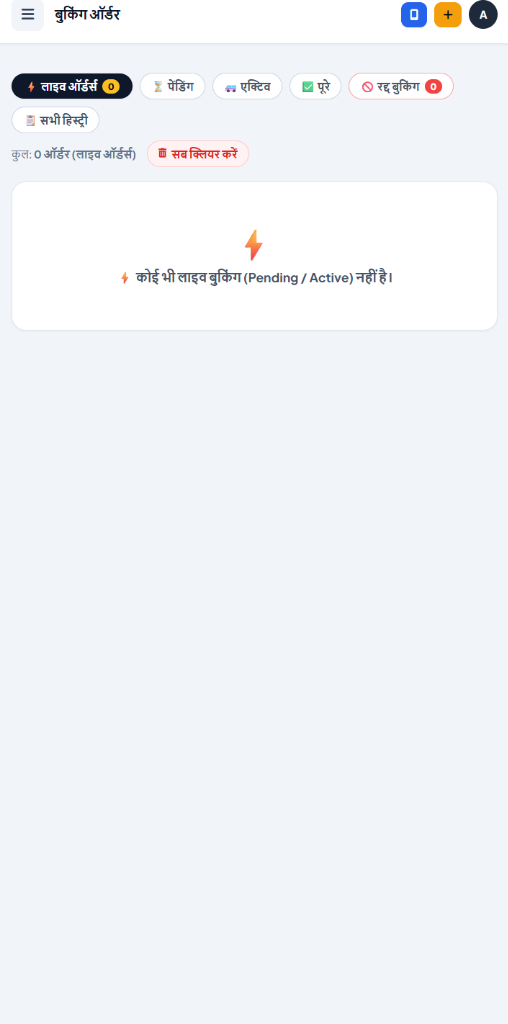 बुकिंग ऑर्डर
A
लाइव ऑर्डर्स 0
पेंडिंग
एक्टिव
पूरे
रद्द बुकिंग 0
सभी हिस्ट्री
कुल: 0 ऑर्डर (लाइव ऑर्डर्स)
सब क्लियर करें
कोई भी लाइव बुकिंग (Pending / Active) नहीं है।